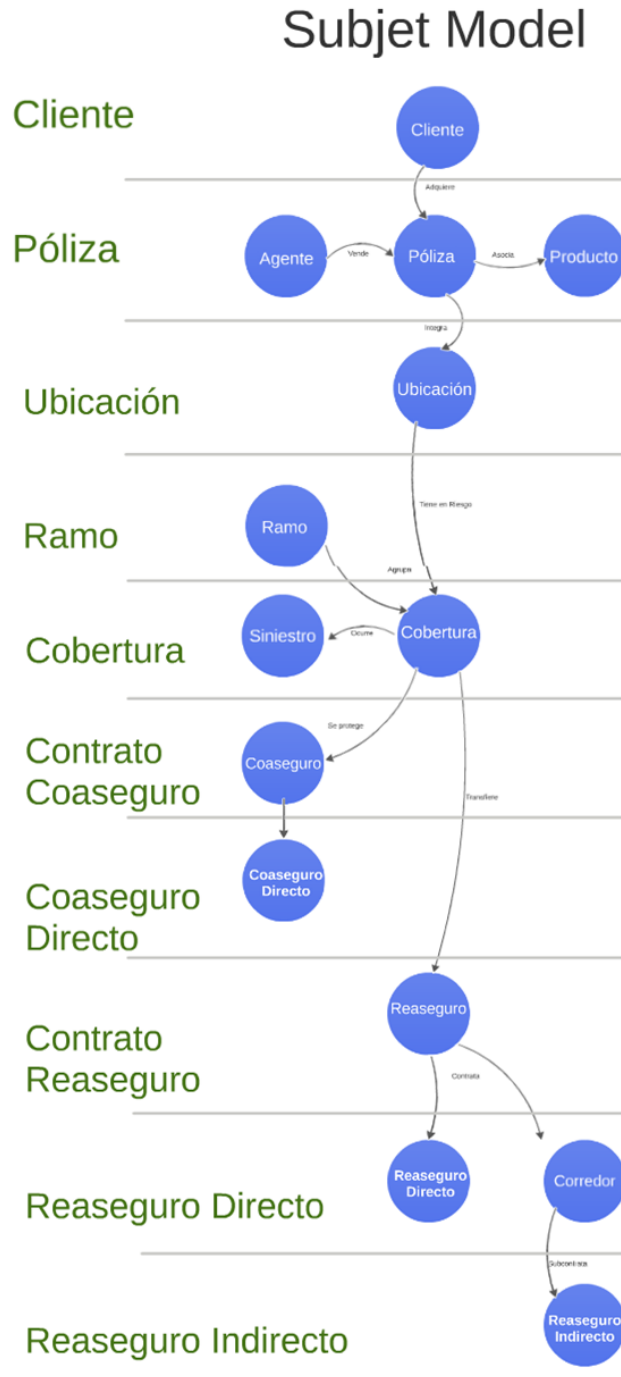 Subjet Model
Cliente
Cliente
Adquiere
Póliza
Agente
Vende
Póliza
Asocia
Producto
Integra
Ubicación
Ubicación
Tiene en Riesgo
Ramo
Ramo
Agrupa
Cobertura
Siniestro
Ocurre
Cobertura
Se protege
Contrato
Coaseguro
Coaseguro
Transfiere
Coaseguro
Directo
Coaseguro
Directo
Contrato
Reaseguro
Reaseguro
Contrata
Reaseguro Directo
Reaseguro
Directo
Corredor
Subcontrata
Reaseguro Indirecto
Reaseguro
Indirecto